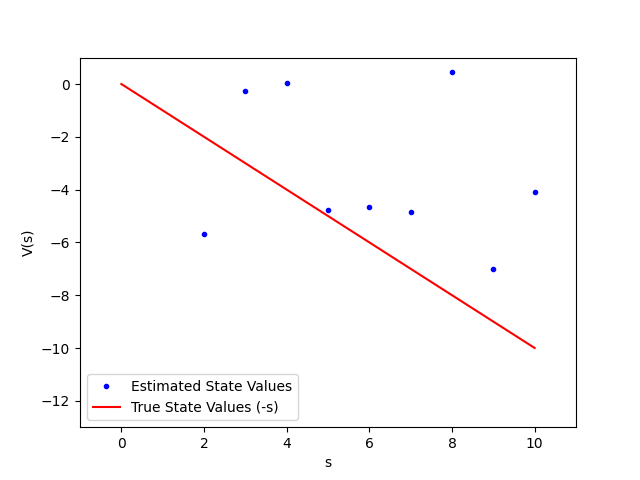 0
−2
−4
−6
−8
−10
−12
V(s)
Estimated State Values
True State Values (-s)
0 2 4 6 8 10
s